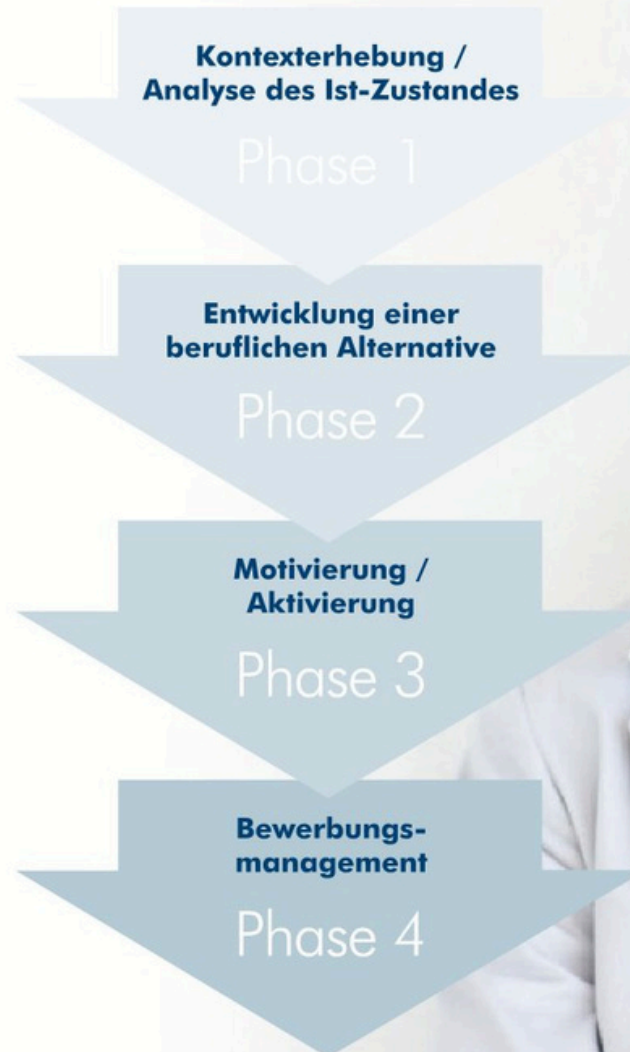 Kontexterhebung /
Analyse des Ist-Zustandes
Phase 1
Entwicklung einer
beruflichen Alternative
Phase 2
Motivierung /
Aktivierung
Phase 3
Bewerbungs-
management
Phase 4